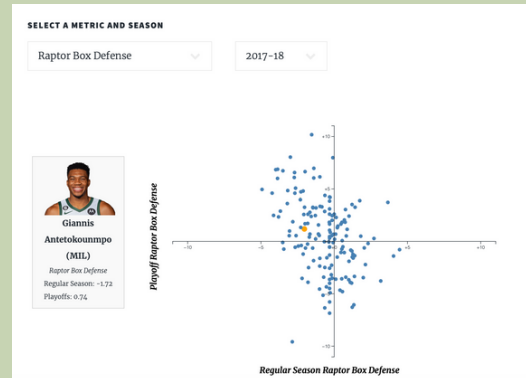 SELECT A METRIC AND SEASON
Raptor Box Defense
2017-18
Giannis
Antetokounmpo
(MIL)
Raptor Box Defense
Regular Season: -1.72
Playoffs: 0.74
Playoff Raptor Box Defense
+10
+5
-10
-5
+5
+10
-10
Regular Season Raptor Box Defense